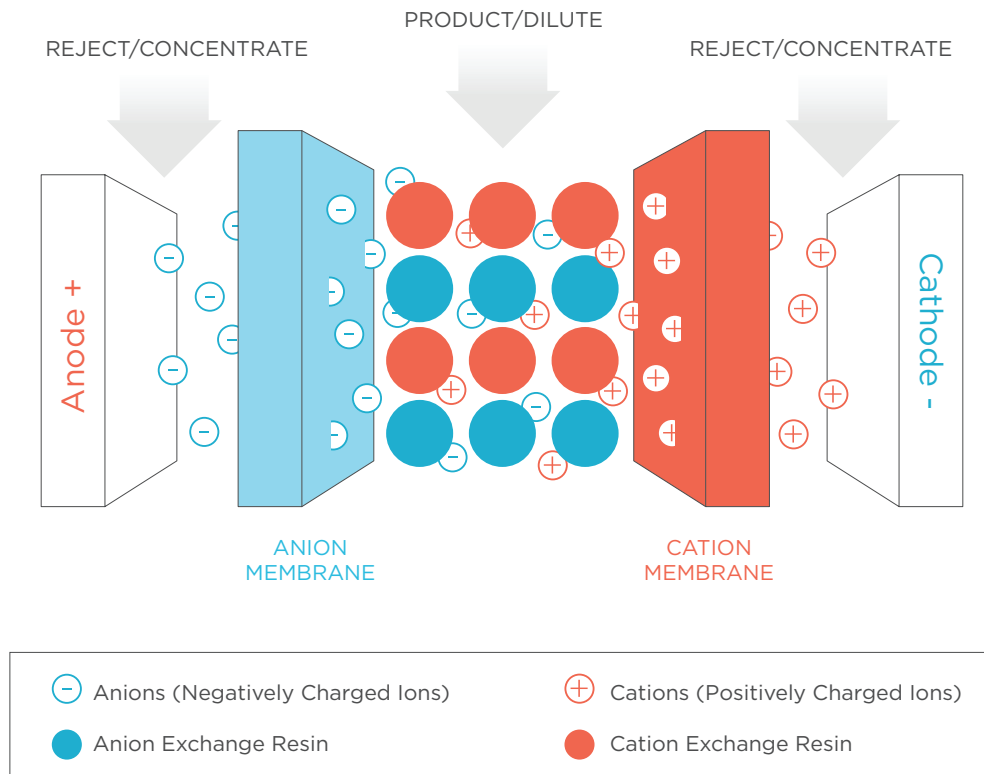 PRODUCT/DILUTE
REJECT/CONCENTRATE
REJECT/CONCENTRATE
Anode +
Cathode -
ANION
MEMBRANE
CATION
MEMBRANE
Anions (Negatively Charged Ions)
Cations (Positively Charged Ions)
Anion Exchange Resin
Cation Exchange Resin